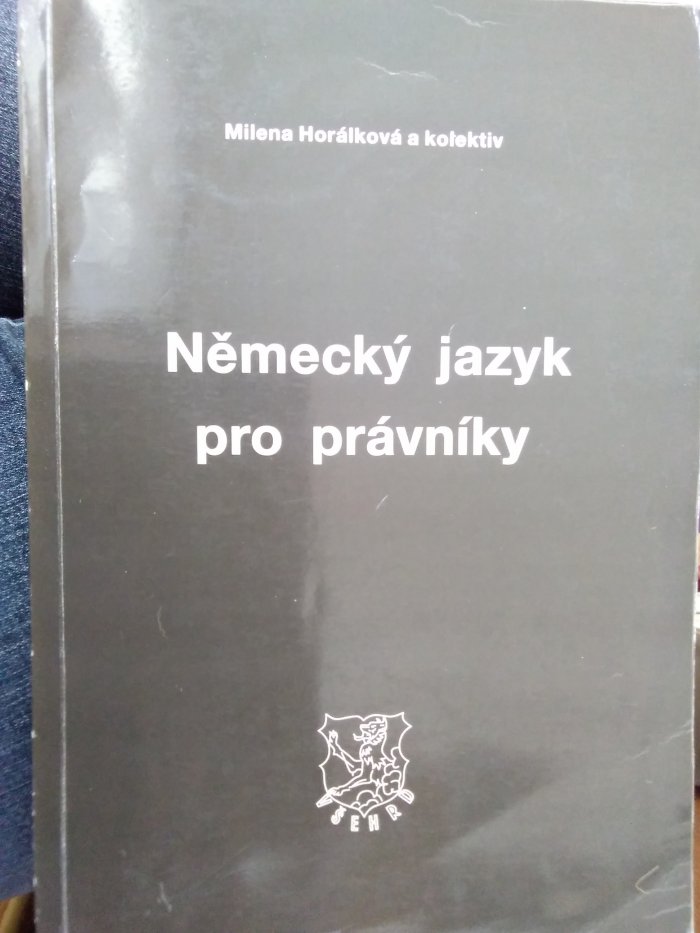 Milena Horálková a kolektiv
Německý jazyk
pro právníky
VŠEHRD